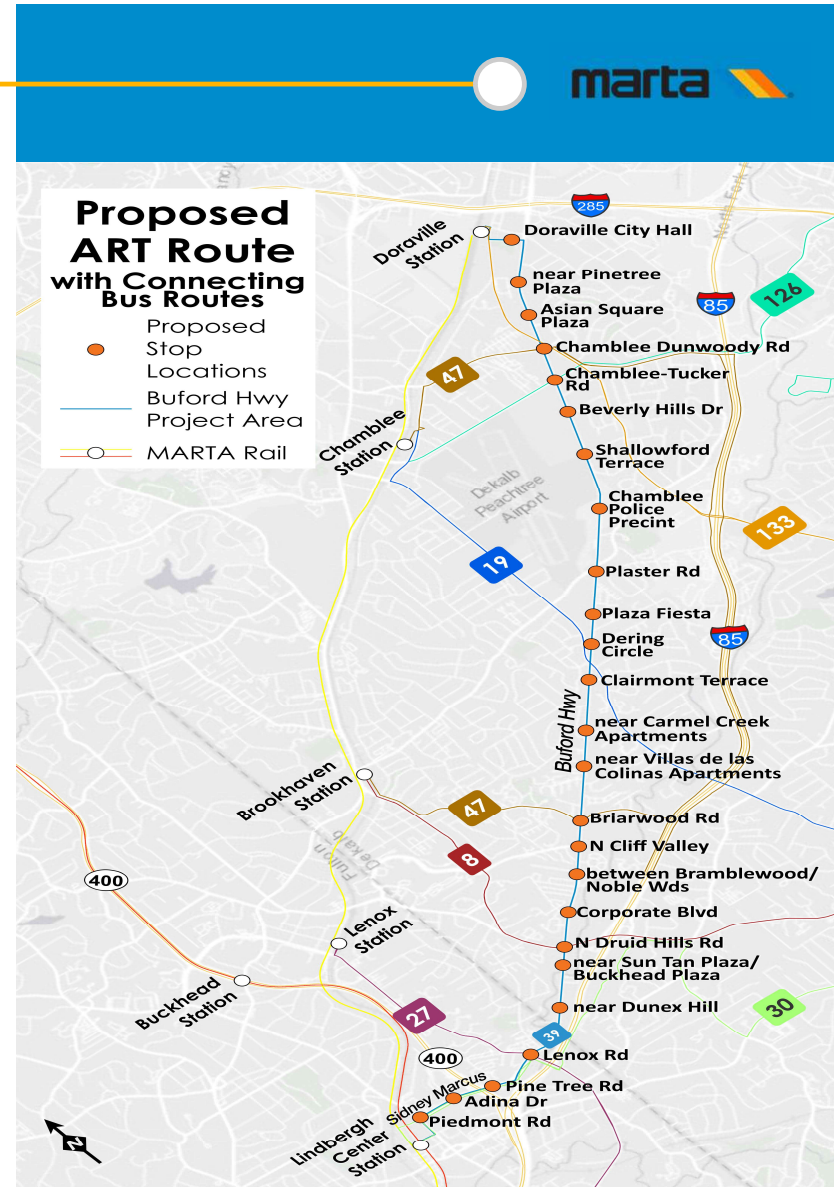 marta
Proposed
ART Route
with Connecting
Bus Routes
Proposed
Stop
Locations
Buford Hwy
Project Area
MARTA Rail
285
Doraville
Station
Doraville City Hall
near Pinetree
Plaza
126
85
Asian Square
Plaza
Chamblee Dunwoody Rd
47
Chamblee-Tucker
Rd
Beverly Hills Dr
Chamblee
Station
Shallowford
Terrace
Dekalb
Peachtree
Airport
Chamblee
Police
Precint
133
19
Plaster Rd
Plaza Fiesta
Dering
Circle
85
Clairmont Terrace
Buford Hwy
near Carmel Creek
Apartments
near Villas de las
Colinas Apartments
Brookhaven
Station
47
Briarwood Rd
N Cliff Valley
8
Fulton
Dekalb
between Bramblewood/
Noble Wds
400
Corporate Blvd
Lenox
Station
N Druid Hills Rd
near Sun Tan Plaza/
Buckhead Plaza
Buckhead
Station
near Dunex Hill
30
27
39
400
Lenox Rd
Sidney Marcus
Pine Tree Rd
Adina Dr
Piedmont Rd
Lindbergh
Center
Station
N
North Fork